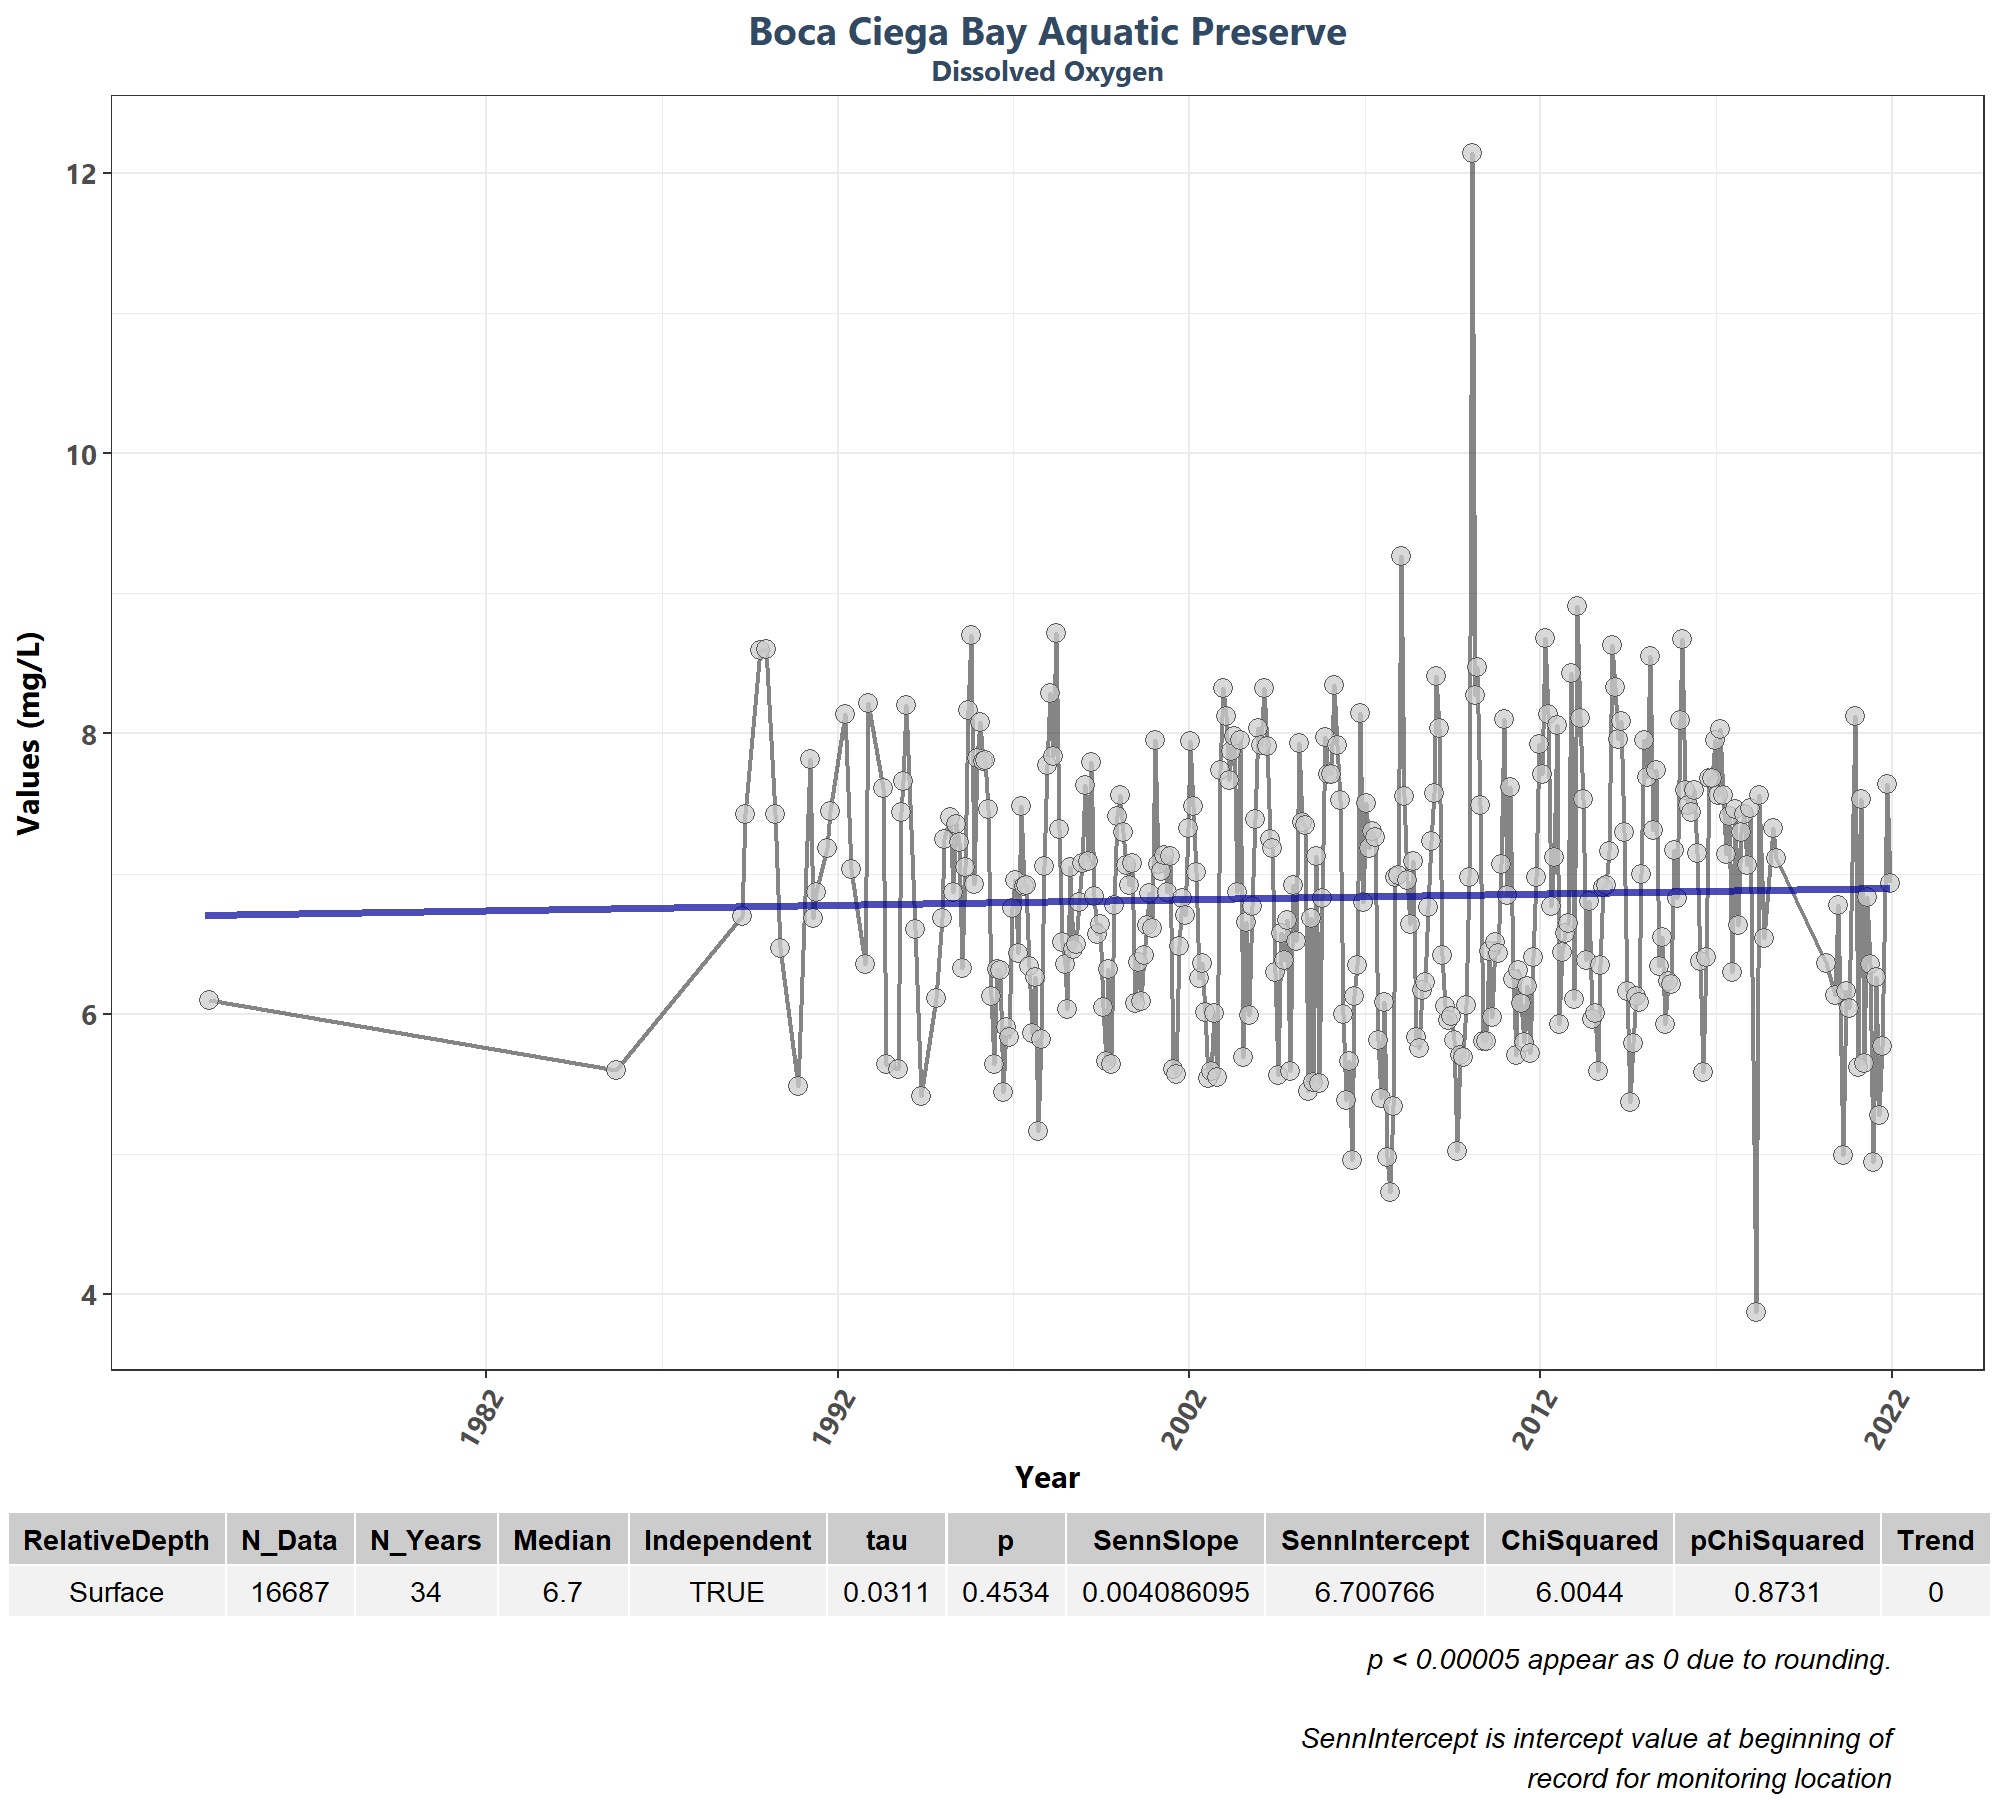 Boca Ciega Bay Aquatic Preserve
Dissolved Oxygen
Values (mg/L)
12
10
8
6
4
1982
1992
2002
2012
2022
Year
RelativeDepth N_Data N_Years Median Independent tau p SennSlope SennIntercept ChiSquared pChiSquared Trend
Surface 16687 34 6.7 TRUE 0.0311 0.4534 0.004086095 6.700766 6.0044 0.8731 0
p < 0.00005 appear as 0 due to rounding.
SennIntercept is intercept value at beginning of
record for monitoring location